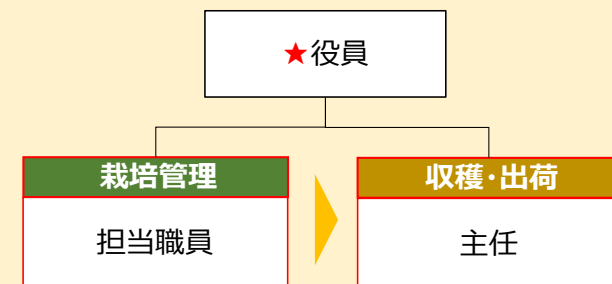 ★役員
栽培管理
収穫・出荷
担当職員
主任